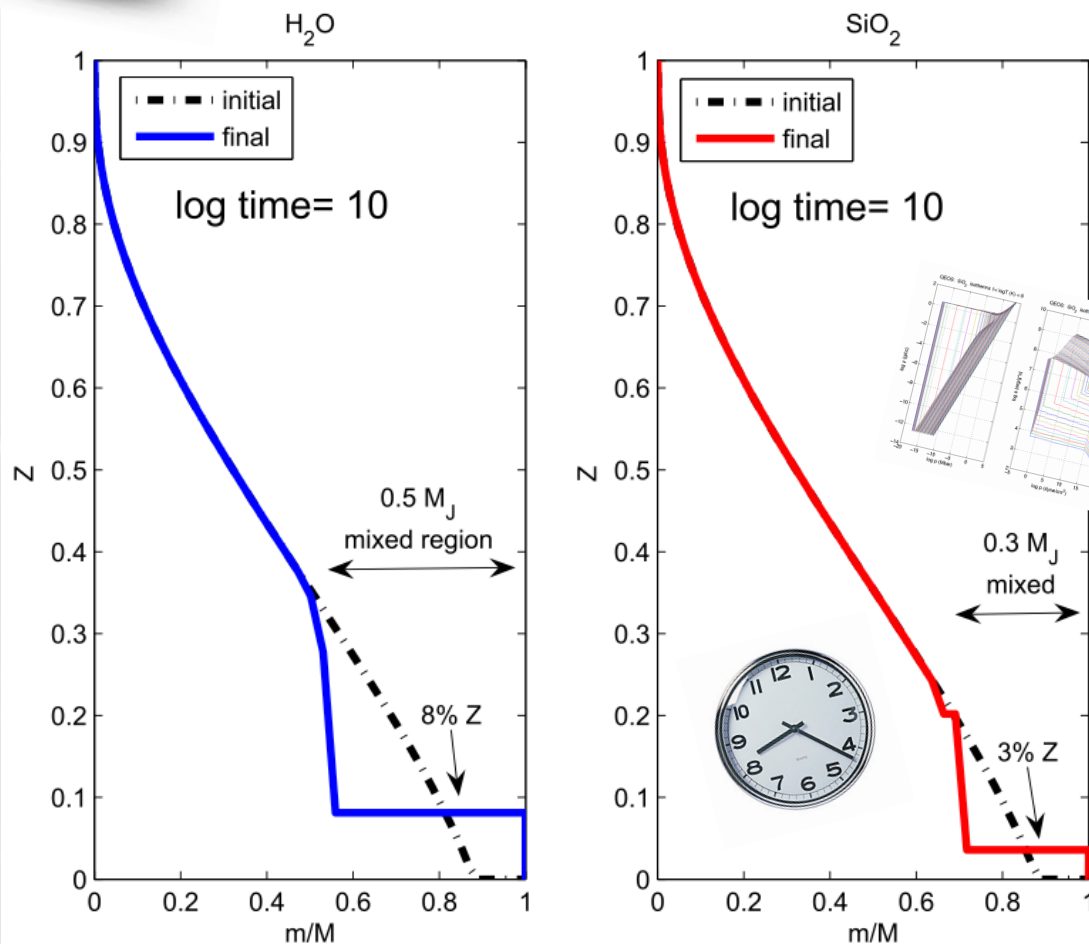 H2O
1
0.9
0.8
0.7
0.6
0.5
0.4
0.3
0.2
0.1
0
Z
initial
final
log time= 10
0.5 MJ
mixed region
8% Z
0 0.2 0.4 0.6 0.8 1
m/M
SiO2
1
0.9
0.8
0.7
0.6
0.5
0.4
0.3
0.2
0.1
0
Z
initial
final
log time= 10
0.3 MJ
mixed
3% Z
12
1
2
3
4
5
6
7
8
9
10
11
0 0.2 0.4 0.6 0.8 1
m/M